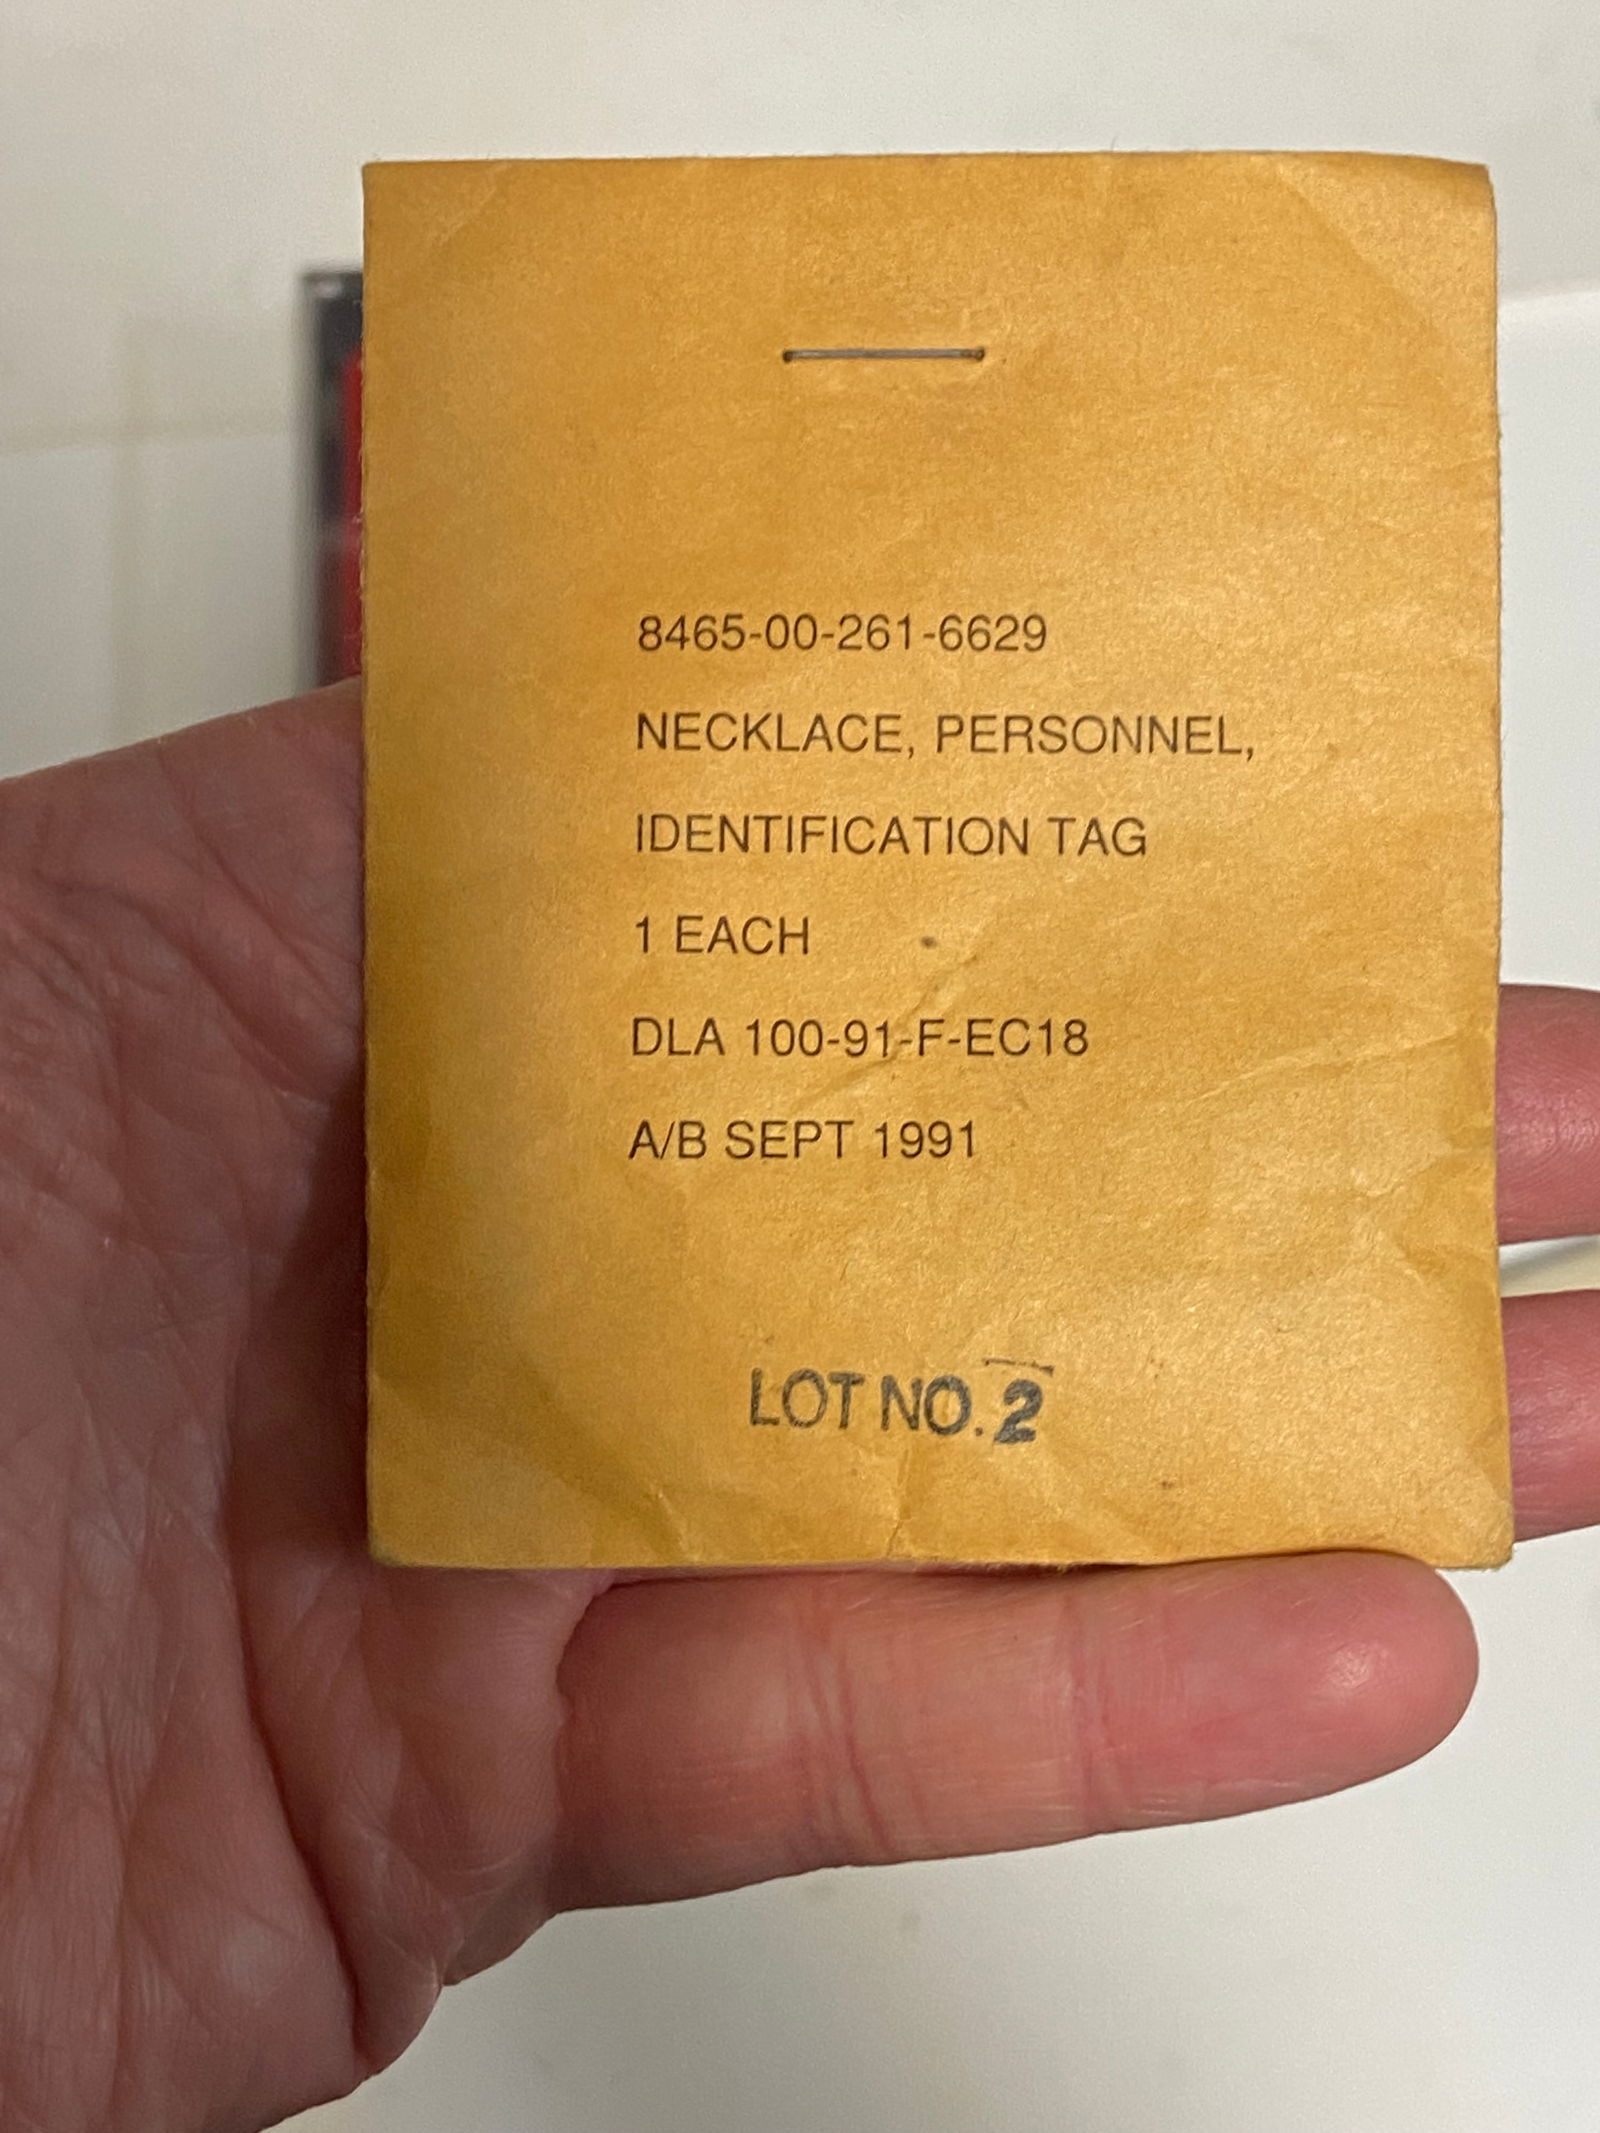 8465-00-261-6629
NECKLACE, PERSONNEL,
IDENTIFICATION TAG
1 EACH
DLA 100-91-F-EC18
A/B SEPT 1991
LOT NO. 2